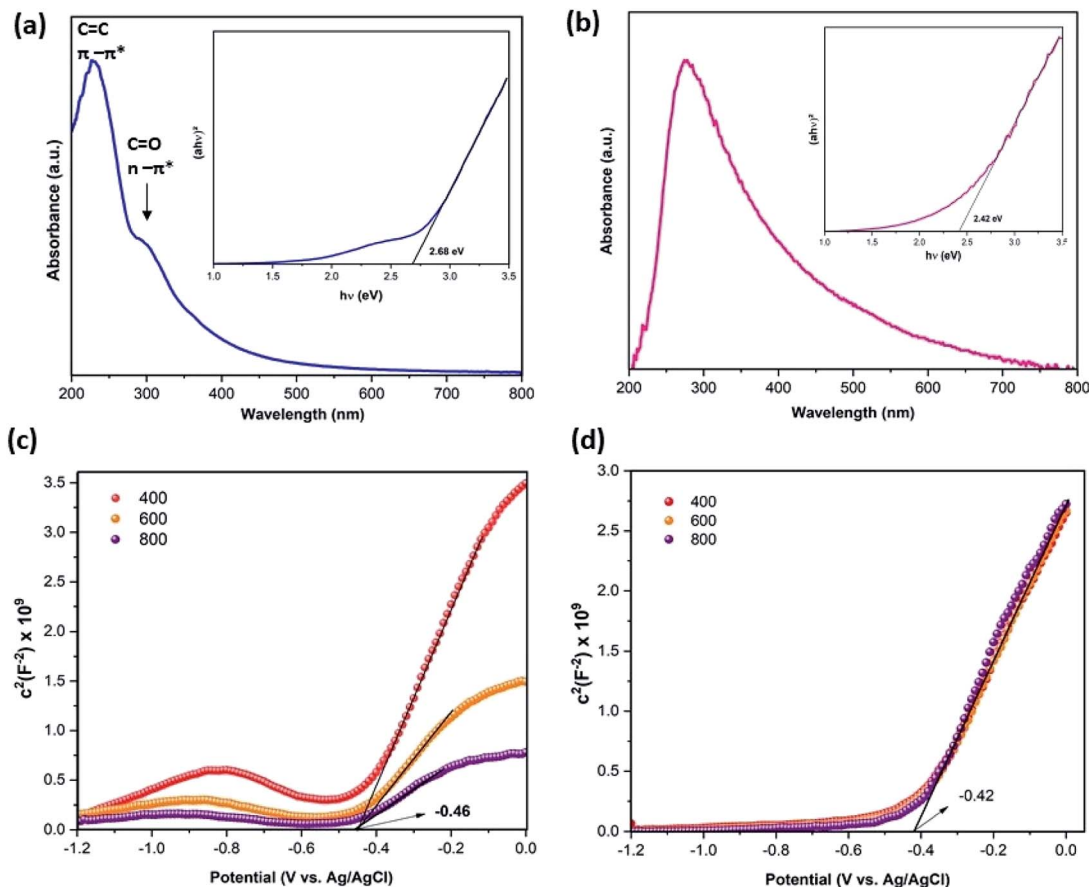 (a)
C=C
π –π*
C=O
n –π*
Absorbance (a.u.)
200 300 400 500 600 700 800
Wavelength (nm)
(ahν)²
2.68 eV
1.0 1.5 2.0 2.5 3.0 3.5
hν (eV)
(b)
Absorbance (a.u.)
200 300 400 500 600 700 800
Wavelength (nm)
(ahν)²
2.42 eV
1.0 1.5 2.0 2.5 3.0 3.5
hν (eV)
(c)
c²(F⁻²) x 10⁹
3.5
3.0
2.5
2.0
1.5
1.0
0.5
0.0
400
600
800
-0.46
-1.2 -1.0 -0.8 -0.6 -0.4 -0.2 0.0
Potential (V vs. Ag/AgCl)
(d)
c²(F⁻²) x 10⁹
3.0
2.5
2.0
1.5
1.0
0.5
0.0
400
600
800
-0.42
-1.2 -1.0 -0.8 -0.6 -0.4 -0.2 0.0
Potential (V vs. Ag/AgCl)